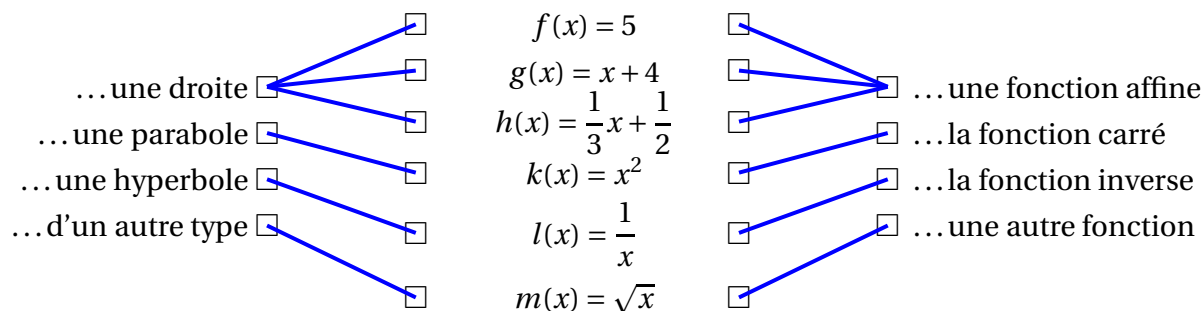 f(x) = 5
g(x) = x + 4
…une droite □ …une fonction affine
h(x) = 1/3 x + 1/2
…une parabole □ …la fonction carré
k(x) = x²
…une hyperbole □ …la fonction inverse
l(x) = 1/x
…d'un autre type □ …une autre fonction
m(x) = √x